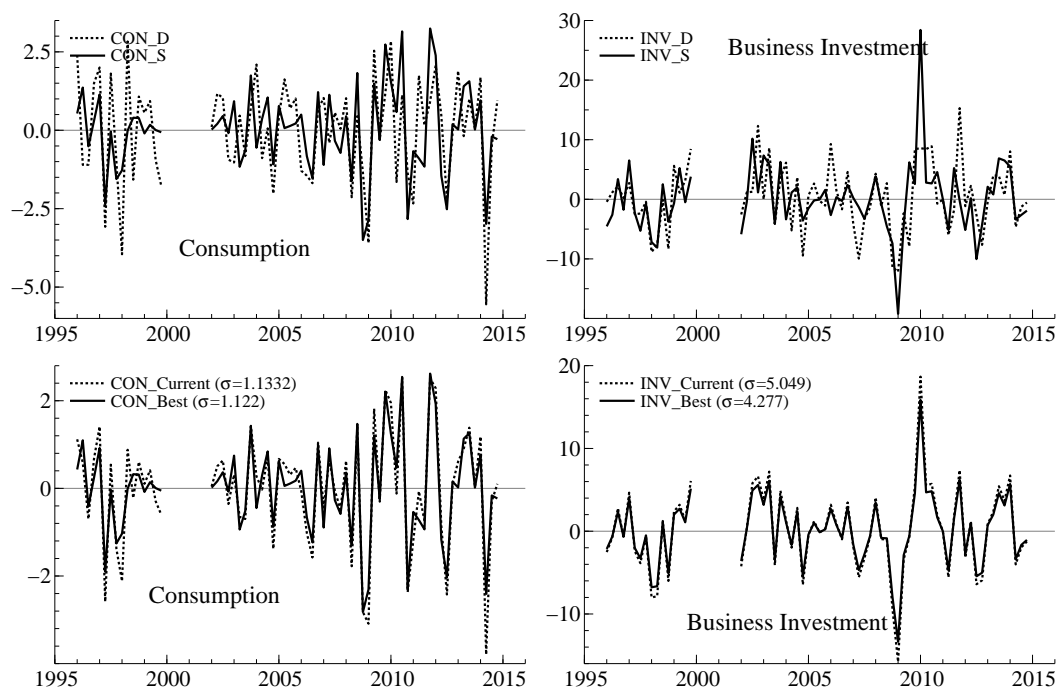 CON_D
CON_S
2.5
0.0
−2.5
−5.0
Consumption
1995 2000 2005 2010 2015
INV_D
INV_S
Business Investment
30
20
10
0
−10
1995 2000 2005 2010 2015
CON_Current (σ=1.1332)
CON_Best (σ=1.122)
2
0
−2
Consumption
1995 2000 2005 2010 2015
INV_Current (σ=5.049)
INV_Best (σ=4.277)
20
10
0
−10
Business Investment
1995 2000 2005 2010 2015